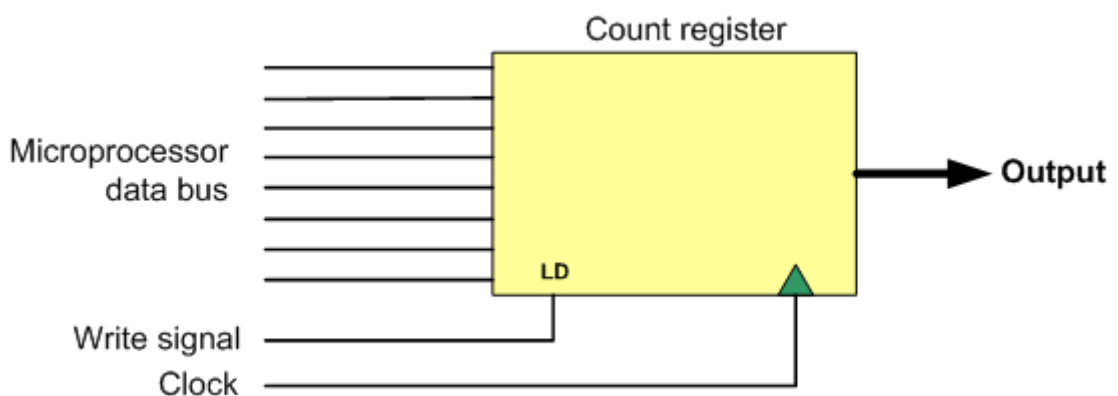 Count register
Microprocessor
data bus
Output
LD
Write signal
Clock